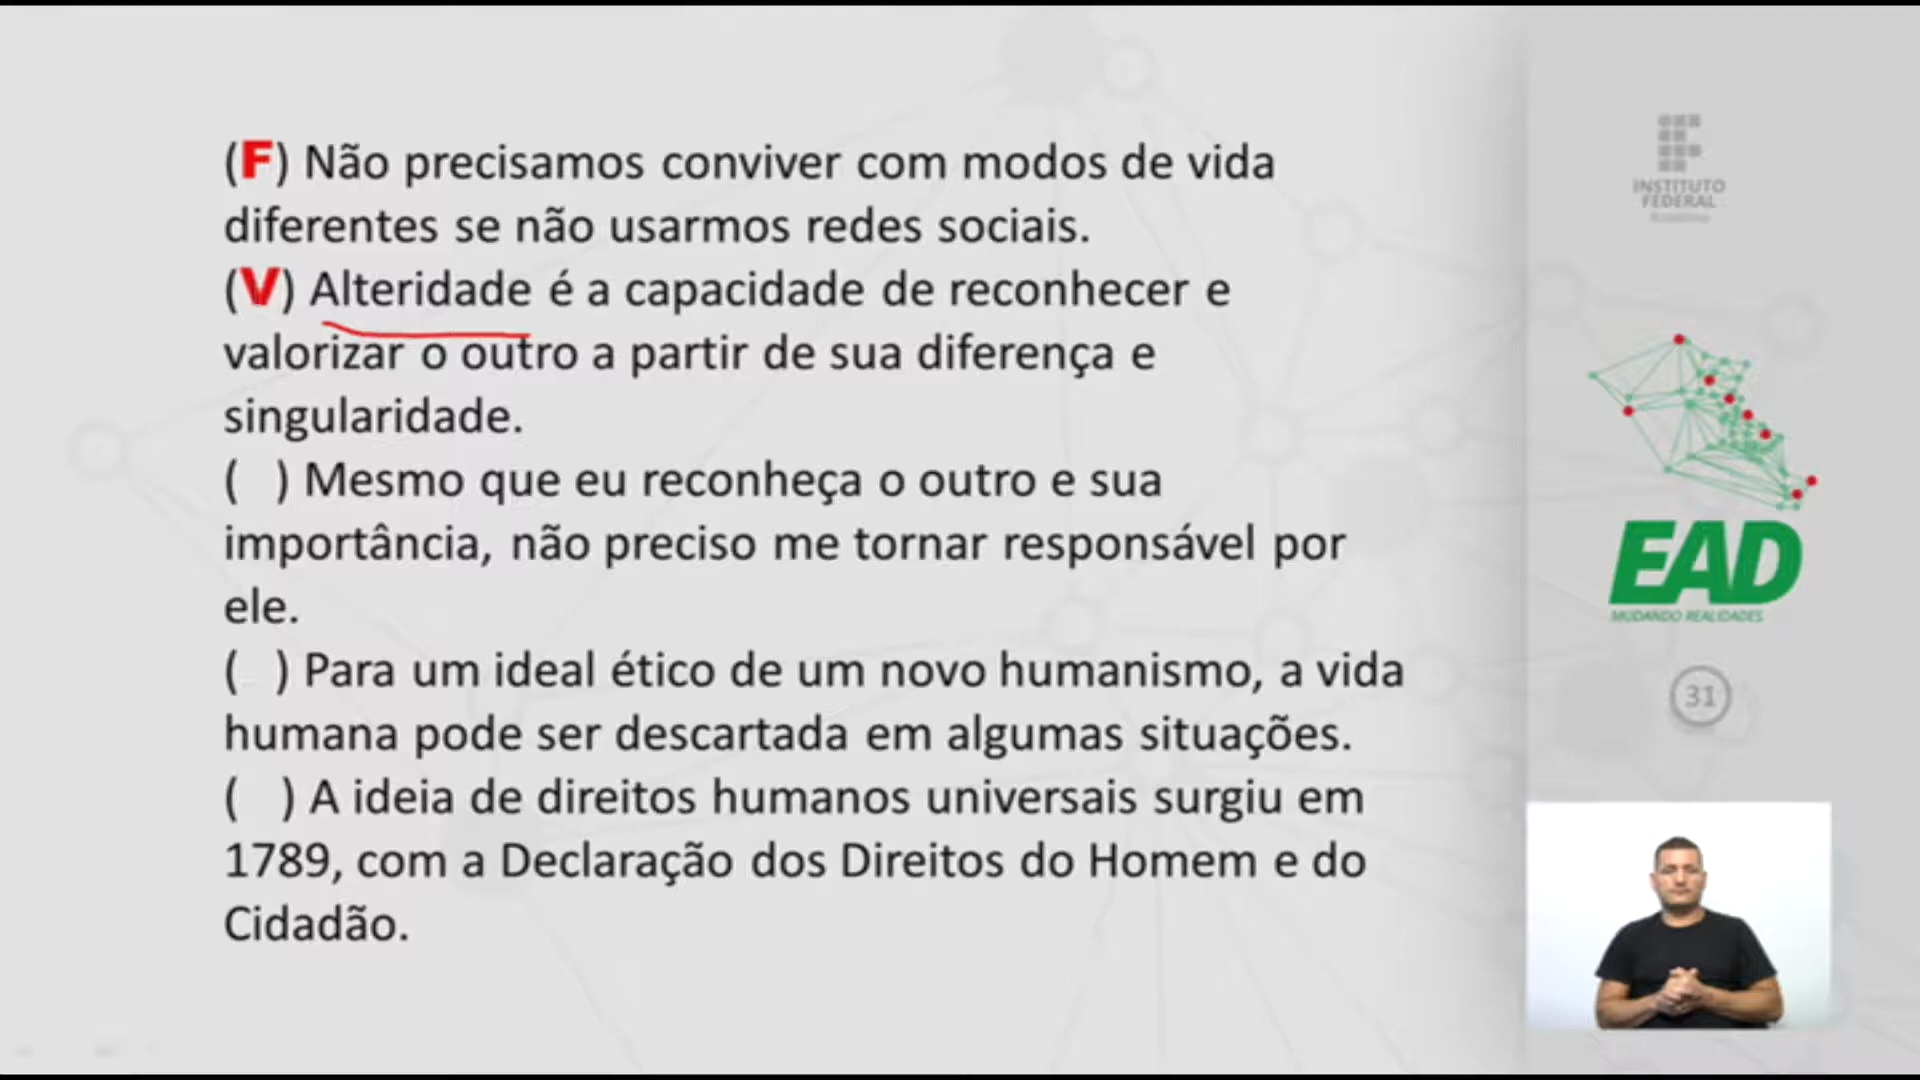 (F) Não precisamos conviver com modos de vida
diferentes se não usarmos redes sociais.
(V) Alteridade é a capacidade de reconhecer e
valorizar o outro a partir de sua diferença e
singularidade.
(  ) Mesmo que eu reconheça o outro e sua
importância, não preciso me tornar responsável por
ele.
(  ) Para um ideal ético de um novo humanismo, a vida
humana pode ser descartada em algumas situações.
(  ) A ideia de direitos humanos universais surgiu em
1789, com a Declaração dos Direitos do Homem e do
Cidadão.
INSTITUTO
FEDERAL
EAD
MUDANDO REALIDADES
31